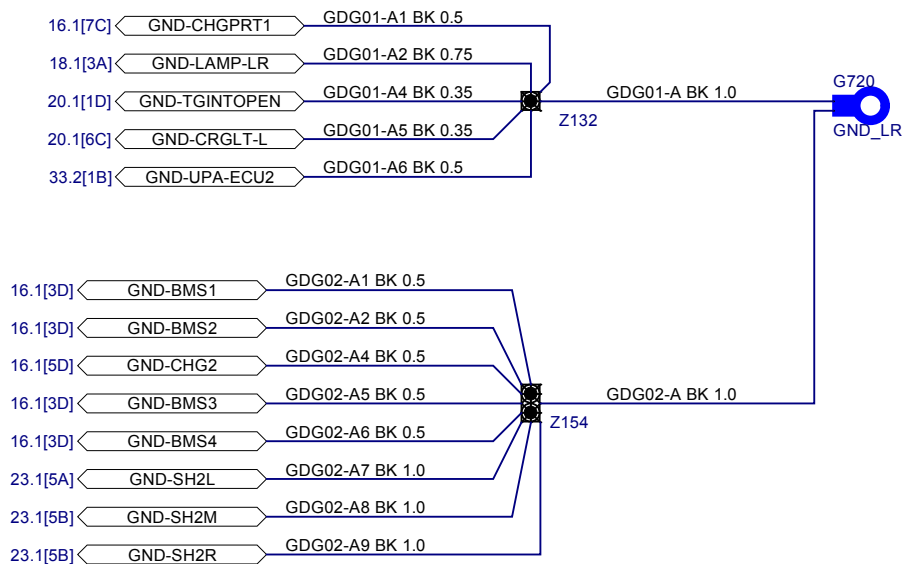 16.1[7C] GND-CHGPRT1 GDG01-A1 BK 0.5
18.1[3A] GND-LAMP-LR GDG01-A2 BK 0.75
G720
20.1[1D] GND-TGINTOPEN GDG01-A4 BK 0.35 GDG01-A BK 1.0
Z132
GND_LR
20.1[6C] GND-CRGLT-L GDG01-A5 BK 0.35
33.2[1B] GND-UPA-ECU2 GDG01-A6 BK 0.5
16.1[3D] GND-BMS1 GDG02-A1 BK 0.5
16.1[3D] GND-BMS2 GDG02-A2 BK 0.5
16.1[5D] GND-CHG2 GDG02-A4 BK 0.5
16.1[3D] GND-BMS3 GDG02-A5 BK 0.5 GDG02-A BK 1.0
Z154
16.1[3D] GND-BMS4 GDG02-A6 BK 0.5
23.1[5A] GND-SH2L GDG02-A7 BK 1.0
23.1[5B] GND-SH2M GDG02-A8 BK 1.0
23.1[5B] GND-SH2R GDG02-A9 BK 1.0